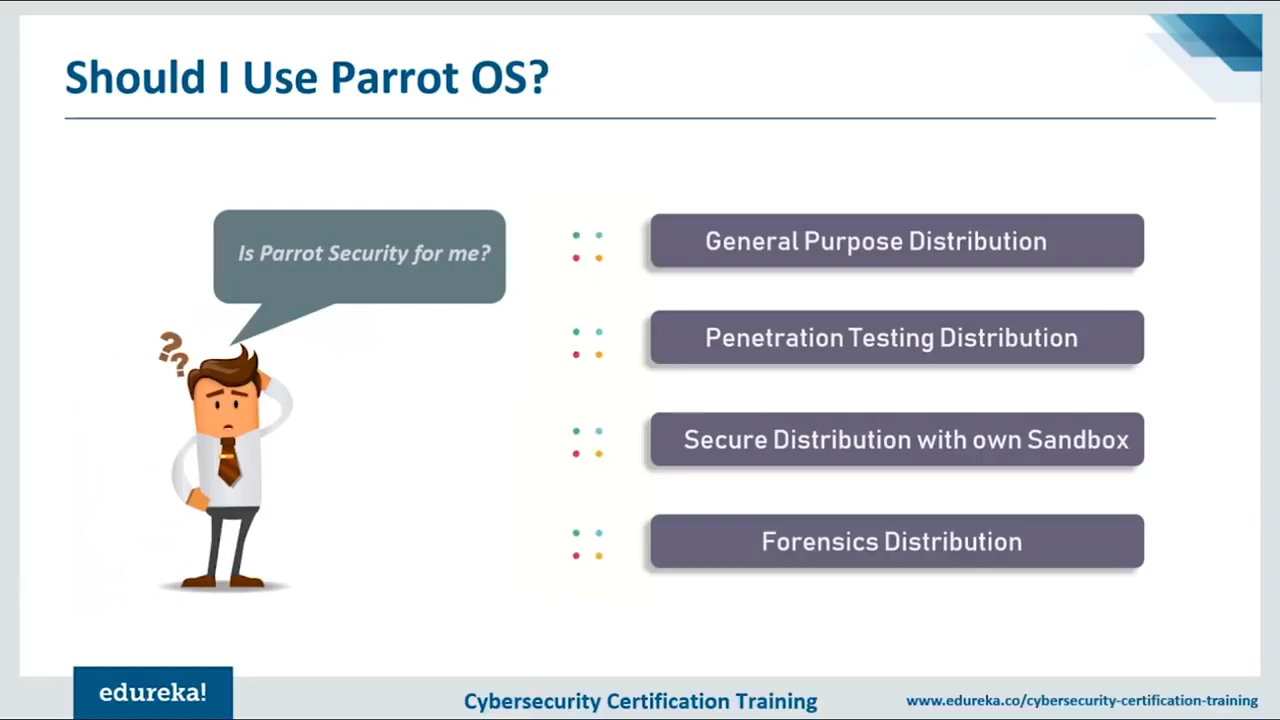 Should I Use Parrot OS?
Is Parrot Security for me?
??
General Purpose Distribution
Penetration Testing Distribution
Secure Distribution with own Sandbox
Forensics Distribution
edureka!
Cybersecurity Certification Training
www.edureka.co/cybersecurity-certification-training